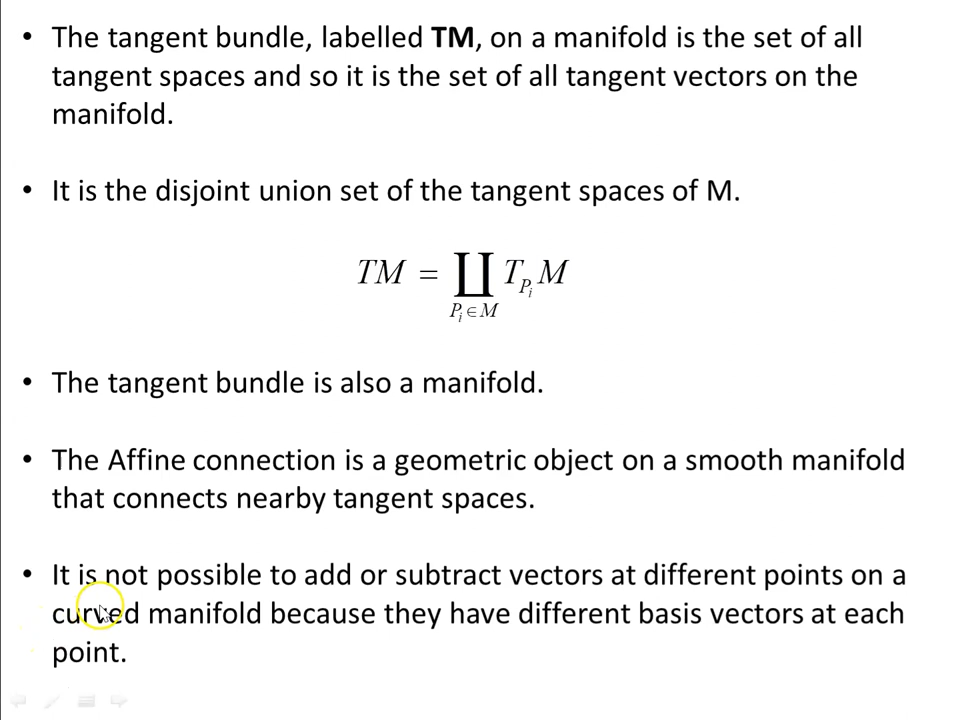 • The tangent bundle, labelled TM, on a manifold is the set of all
tangent spaces and so it is the set of all tangent vectors on the
manifold.
• It is the disjoint union set of the tangent spaces of M.
TM = ∐ T_{P_i} M
P_i ∈ M
• The tangent bundle is also a manifold.
• The Affine connection is a geometric object on a smooth manifold
that connects nearby tangent spaces.
• It is not possible to add or subtract vectors at different points on a
curved manifold because they have different basis vectors at each
point.